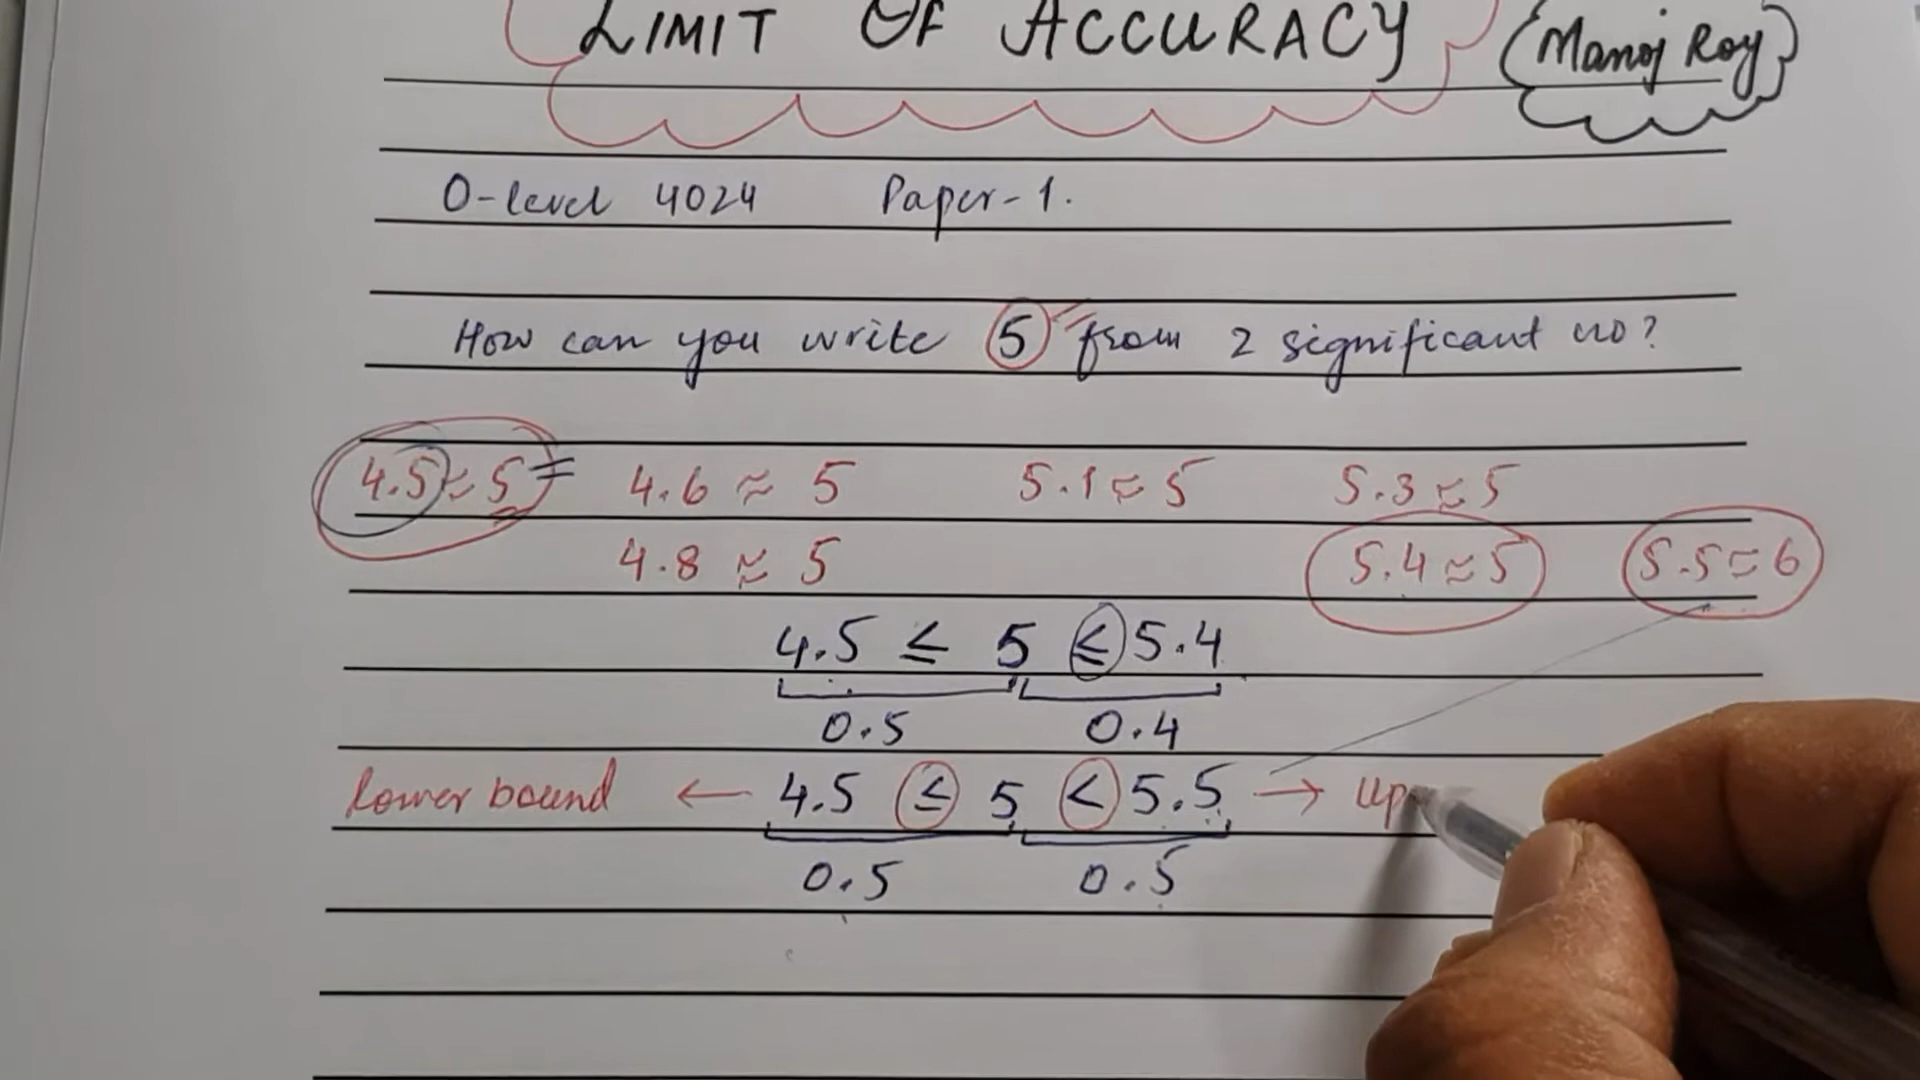 LIMIT OF ACCURACY (Manoj Roy)
O-level 4024 Paper-1.
How can you write 5 from 2 significant no?
4.5 ≈ 5 = 4.6 ≈ 5 5.1 ≈ 5 5.3 ≈ 5
4.8 ≈ 5 5.4 ≈ 5 5.5 ≈ 6
4.5 ≤ 5 ≤ 5.4
0.5 0.4
lower bound ← 4.5 ≤ 5 < 5.5 → up
0.5 0.5